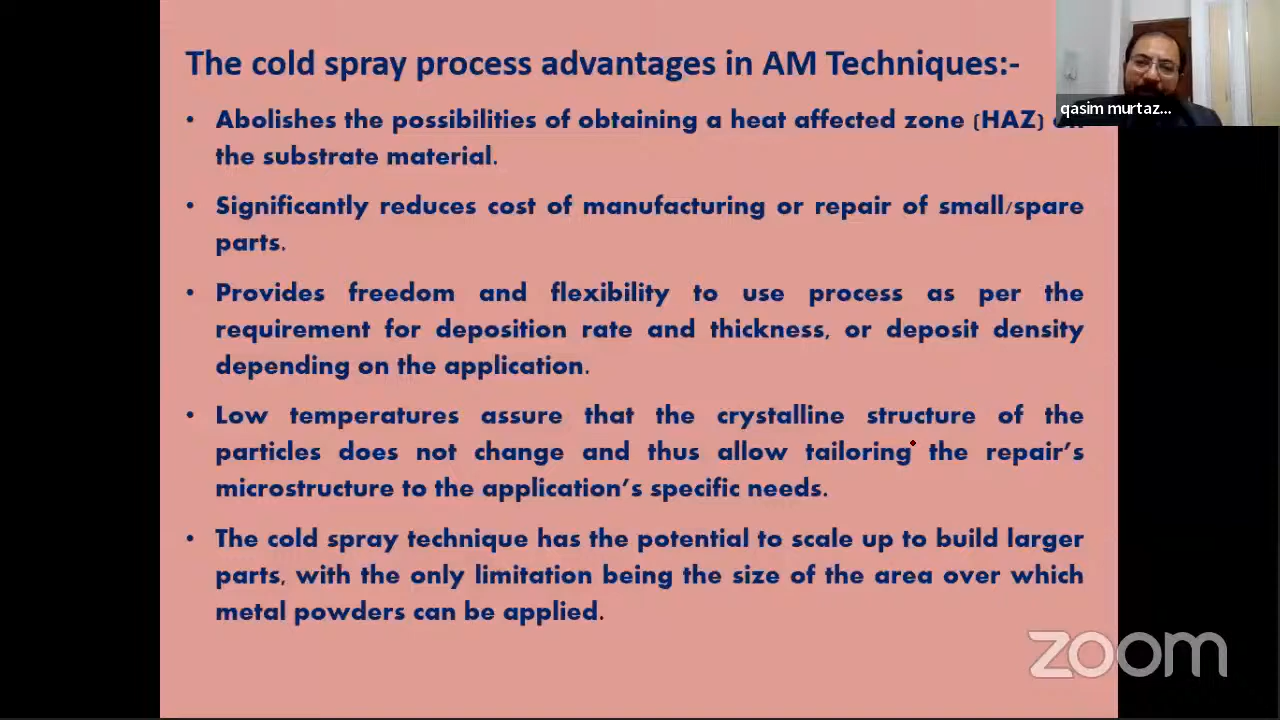 The cold spray process advantages in AM Techniques:-
qasim murtaz...
• Abolishes the possibilities of obtaining a heat affected zone (HAZ)
the substrate material.
• Significantly reduces cost of manufacturing or repair of small/spare
parts.
• Provides freedom and flexibility to use process as per the
requirement for deposition rate and thickness, or deposit density
depending on the application.
• Low temperatures assure that the crystalline structure of the
particles does not change and thus allow tailoring the repair's
microstructure to the application's specific needs.
• The cold spray technique has the potential to scale up to build larger
parts, with the only limitation being the size of the area over which
metal powders can be applied.
zoom